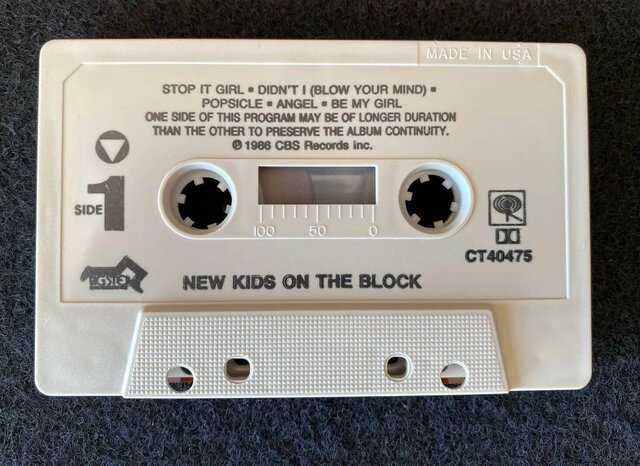 MADE IN USA
STOP IT GIRL ▪ DIDN'T I (BLOW YOUR MIND) ▪
POPSICLE ▪ ANGEL ▪ BE MY GIRL
ONE SIDE OF THIS PROGRAM MAY BE OF LONGER DURATION
THAN THE OTHER TO PRESERVE THE ALBUM CONTINUITY.
℗ 1986 CBS Records inc.
SIDE 1
100 50 0
CT40475
NEW KIDS ON THE BLOCK